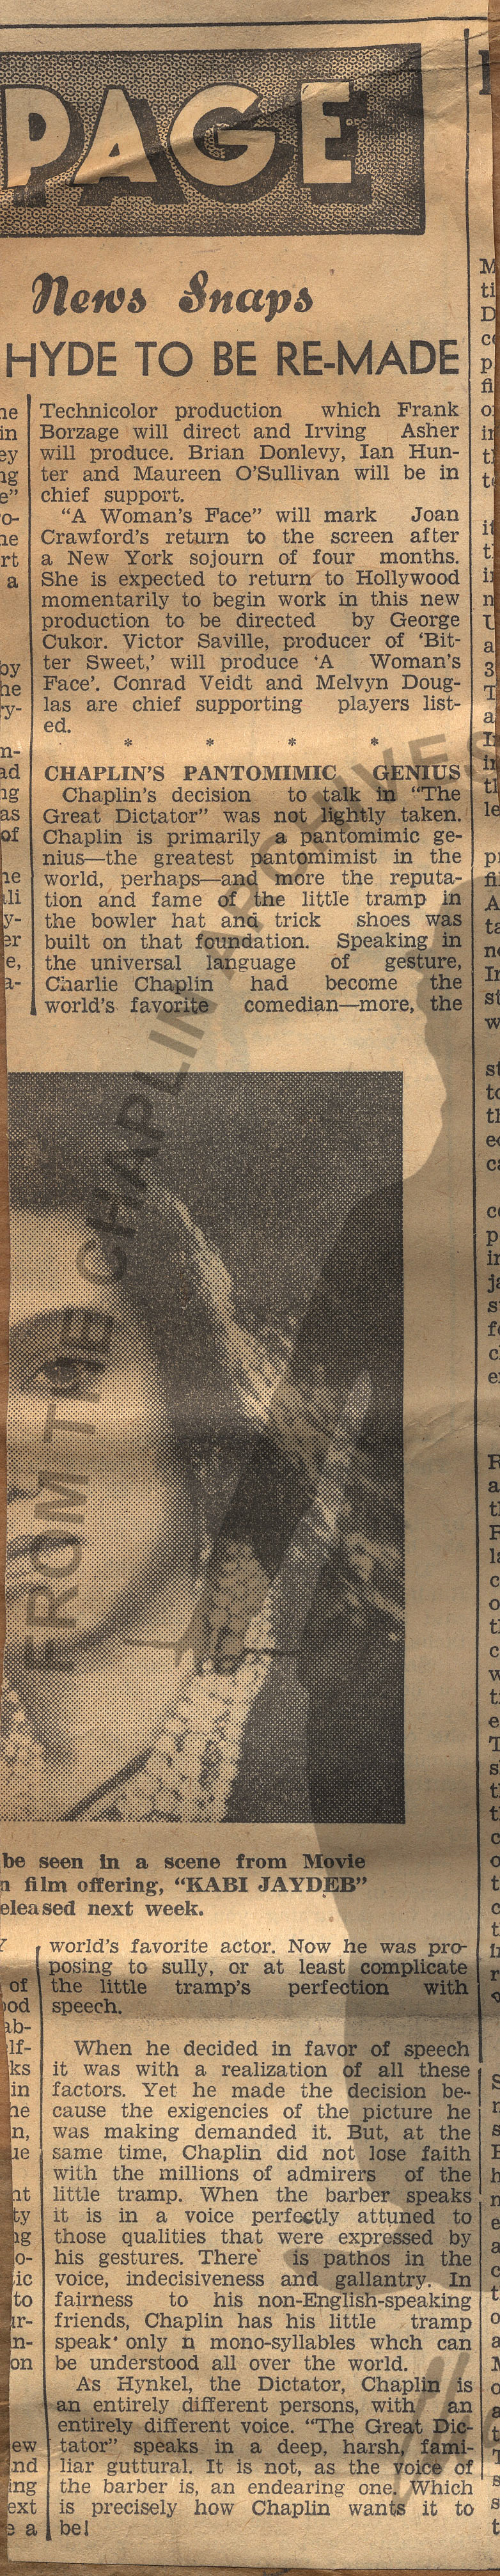 PAGE
News Snaps
HYDE TO BE RE-MADE
Technicolor production which Frank
Borzage will direct and Irving Asher
will produce. Brian Donlevy, Ian Hun-
ter and Maureen O'Sullivan will be in
chief support.
"A Woman's Face" will mark Joan
Crawford's return to the screen after
a New York sojourn of four months.
She is expected to return to Hollywood
momentarily to begin work in this new
production to be directed by George
Cukor. Victor Saville, producer of 'Bit-
ter Sweet,' will produce 'A Woman's
Face'. Conrad Veidt and Melvyn Doug-
las are chief supporting players list-
ed.
* * * *
CHAPLIN'S PANTOMIMIC GENIUS
Chaplin's decision to talk in "The
Great Dictator" was not lightly taken.
Chaplin is primarily a pantomimic ge-
nius—the greatest pantomimist in the
world, perhaps—and more the reputa-
tion and fame of the little tramp in
the bowler hat and trick shoes was
built on that foundation. Speaking in
the universal language of gesture,
Charlie Chaplin had become the
world's favorite comedian—more, the
FROM THE CHAPLIN ARCHIVES
be seen in a scene from Movie
n film offering, "KABI JAYDEB"
eleased next week.
world's favorite actor. Now he was pro-
posing to sully, or at least complicate
the little tramp's perfection with
speech.
When he decided in favor of speech
it was with a realization of all these
factors. Yet he made the decision be-
cause the exigencies of the picture he
was making demanded it. But, at the
same time, Chaplin did not lose faith
with the millions of admirers of the
little tramp. When the barber speaks
it is in a voice perfectly attuned to
those qualities that were expressed by
his gestures. There is pathos in the
voice, indecisiveness and gallantry. In
fairness to his non-English-speaking
friends, Chaplin has his little tramp
speak only n mono-syllables whch can
be understood all over the world.
As Hynkel, the Dictator, Chaplin is
an entirely different persons, with an
entirely different voice. "The Great Dic-
tator" speaks in a deep, harsh, fami-
liar guttural. It is not, as the voice of
the barber is, an endearing one. Which
is precisely how Chaplin wants it to
be!